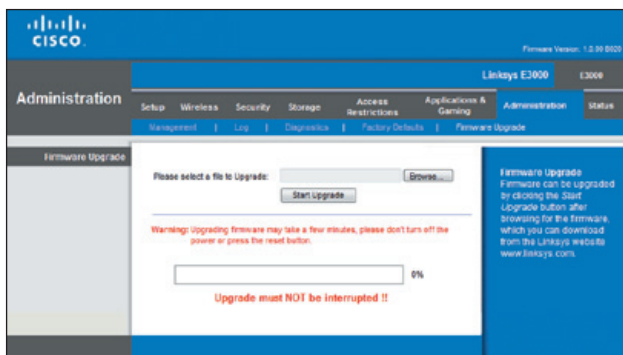 CISCO
Firmware Version: 1.0.00 B020
Linksys E3000 E3000
Administration
Setup Wireless Security Storage Access Restrictions Applications & Gaming Administration Status
Management | Log | Diagnostics | Factory Defaults | Firmware Upgrade
Firmware Upgrade
Please select a file to Upgrade: Browse...
Start Upgrade
Warning: Upgrading firmware may take a few minutes, please don't turn off the
power or press the reset button.
0%
Upgrade must NOT be interrupted !!
Firmware Upgrade
Firmware can be upgraded
by clicking the Start
Upgrade button after
browsing for the firmware,
which you can download
from the Linksys website
www.linksys.com.